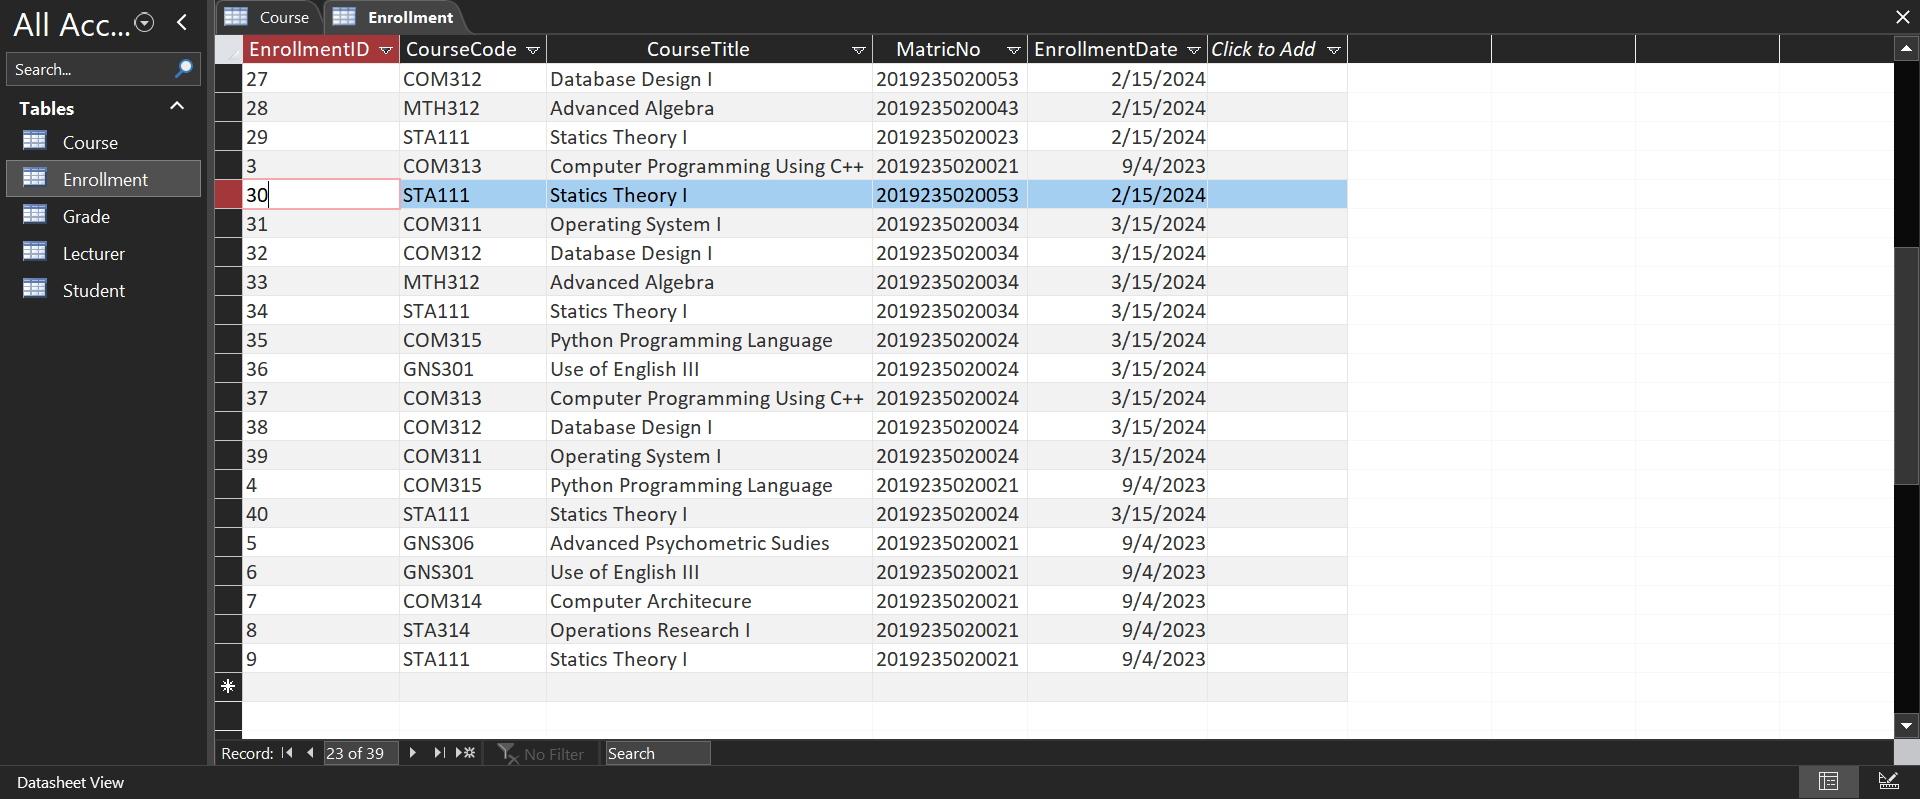 All Acc...
Search...
Tables
Course
Enrollment
Grade
Lecturer
Student
Course Enrollment
EnrollmentID CourseCode CourseTitle MatricNo EnrollmentDate Click to Add
27 COM312 Database Design I 2019235020053 2/15/2024
28 MTH312 Advanced Algebra 2019235020043 2/15/2024
29 STA111 Statics Theory I 2019235020023 2/15/2024
3 COM313 Computer Programming Using C++ 2019235020021 9/4/2023
30 STA111 Statics Theory I 2019235020053 2/15/2024
31 COM311 Operating System I 2019235020034 3/15/2024
32 COM312 Database Design I 2019235020034 3/15/2024
33 MTH312 Advanced Algebra 2019235020034 3/15/2024
34 STA111 Statics Theory I 2019235020034 3/15/2024
35 COM315 Python Programming Language 2019235020024 3/15/2024
36 GNS301 Use of English III 2019235020024 3/15/2024
37 COM313 Computer Programming Using C++ 2019235020024 3/15/2024
38 COM312 Database Design I 2019235020024 3/15/2024
39 COM311 Operating System I 2019235020024 3/15/2024
4 COM315 Python Programming Language 2019235020021 9/4/2023
40 STA111 Statics Theory I 2019235020024 3/15/2024
5 GNS306 Advanced Psychometric Sudies 2019235020021 9/4/2023
6 GNS301 Use of English III 2019235020021 9/4/2023
7 COM314 Computer Architecure 2019235020021 9/4/2023
8 STA314 Operations Research I 2019235020021 9/4/2023
9 STA111 Statics Theory I 2019235020021 9/4/2023
Record: 23 of 39 No Filter Search
Datasheet View